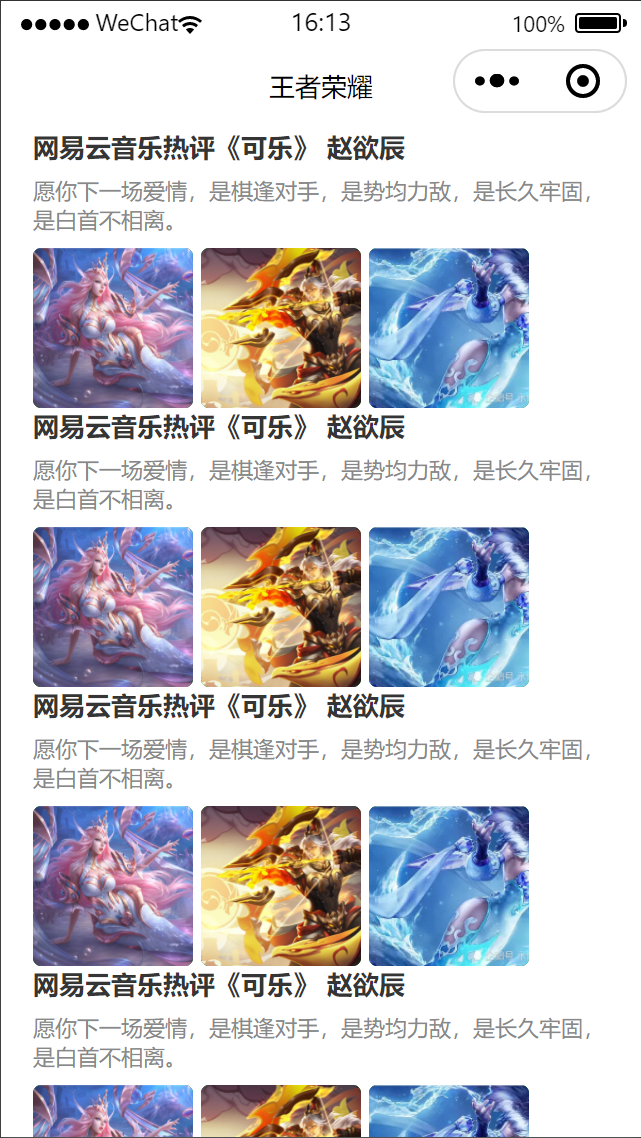 WeChat 16:13 100%
王者荣耀
网易云音乐热评《可乐》 赵欲辰
愿你下一场爱情，是棋逢对手，是势均力敌，是长久牢固，
是白首不相离。
网易云音乐热评《可乐》 赵欲辰
愿你下一场爱情，是棋逢对手，是势均力敌，是长久牢固，
是白首不相离。
网易云音乐热评《可乐》 赵欲辰
愿你下一场爱情，是棋逢对手，是势均力敌，是长久牢固，
是白首不相离。
网易云音乐热评《可乐》 赵欲辰
愿你下一场爱情，是棋逢对手，是势均力敌，是长久牢固，
是白首不相离。